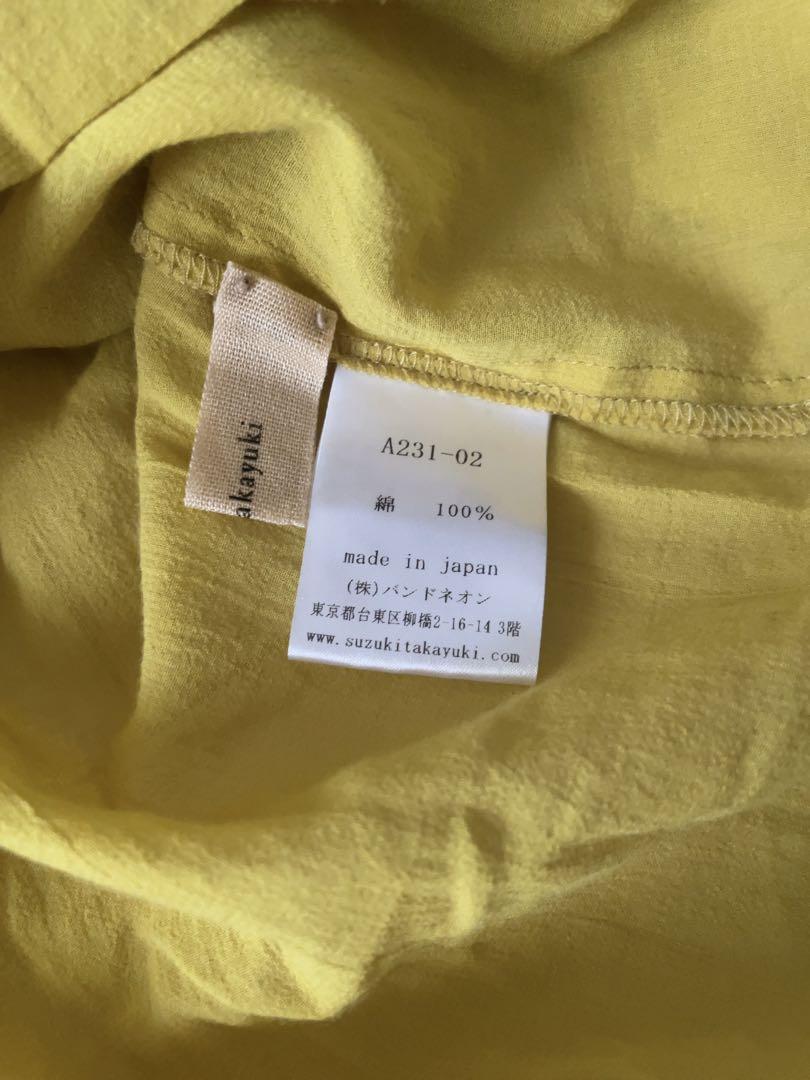 akayuki
A231-02
綿 100%
made in japan
(株)バンドネオン
東京都台東区柳橋2-16-14 3階
www.suzukitakayuki.com